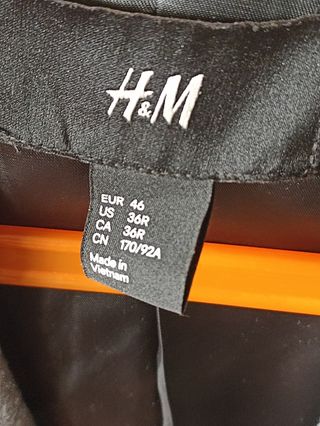 H&M
EUR 46
US 36R
CA 36R
CN 170/92A
Made in
Vietnam